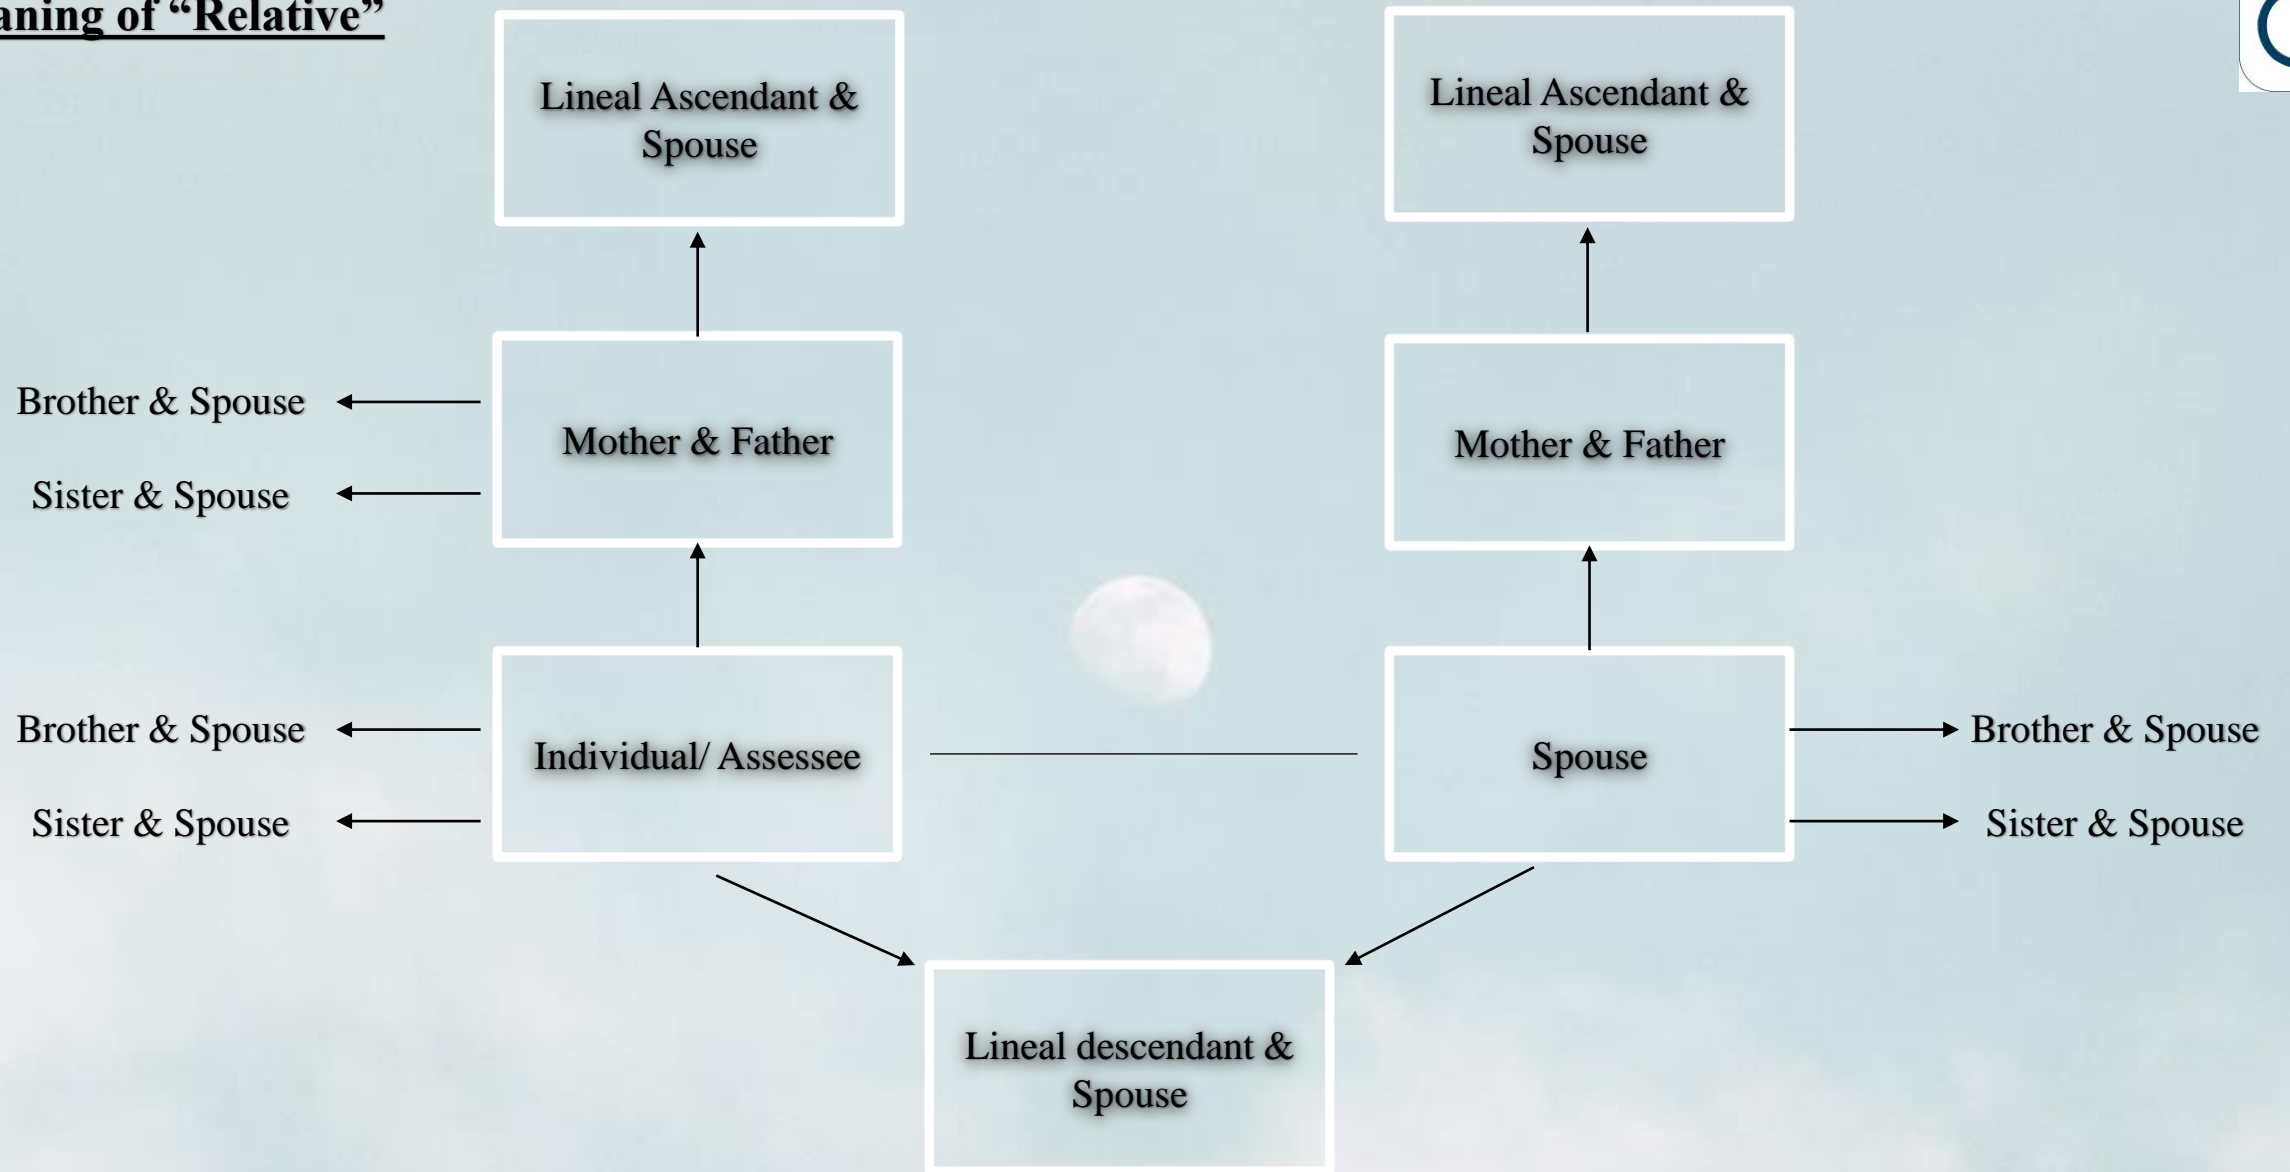 of “Relative”
Lineal Ascendant &
Spouse
Lineal Ascendant &
Spouse
Brother & Spouse
Sister & Spouse
Mother & Father
Mother & Father
Brother & Spouse
Sister & Spouse
Individual/ Assessee
Spouse
Brother & Spouse
Sister & Spouse
Lineal descendant &
Spouse